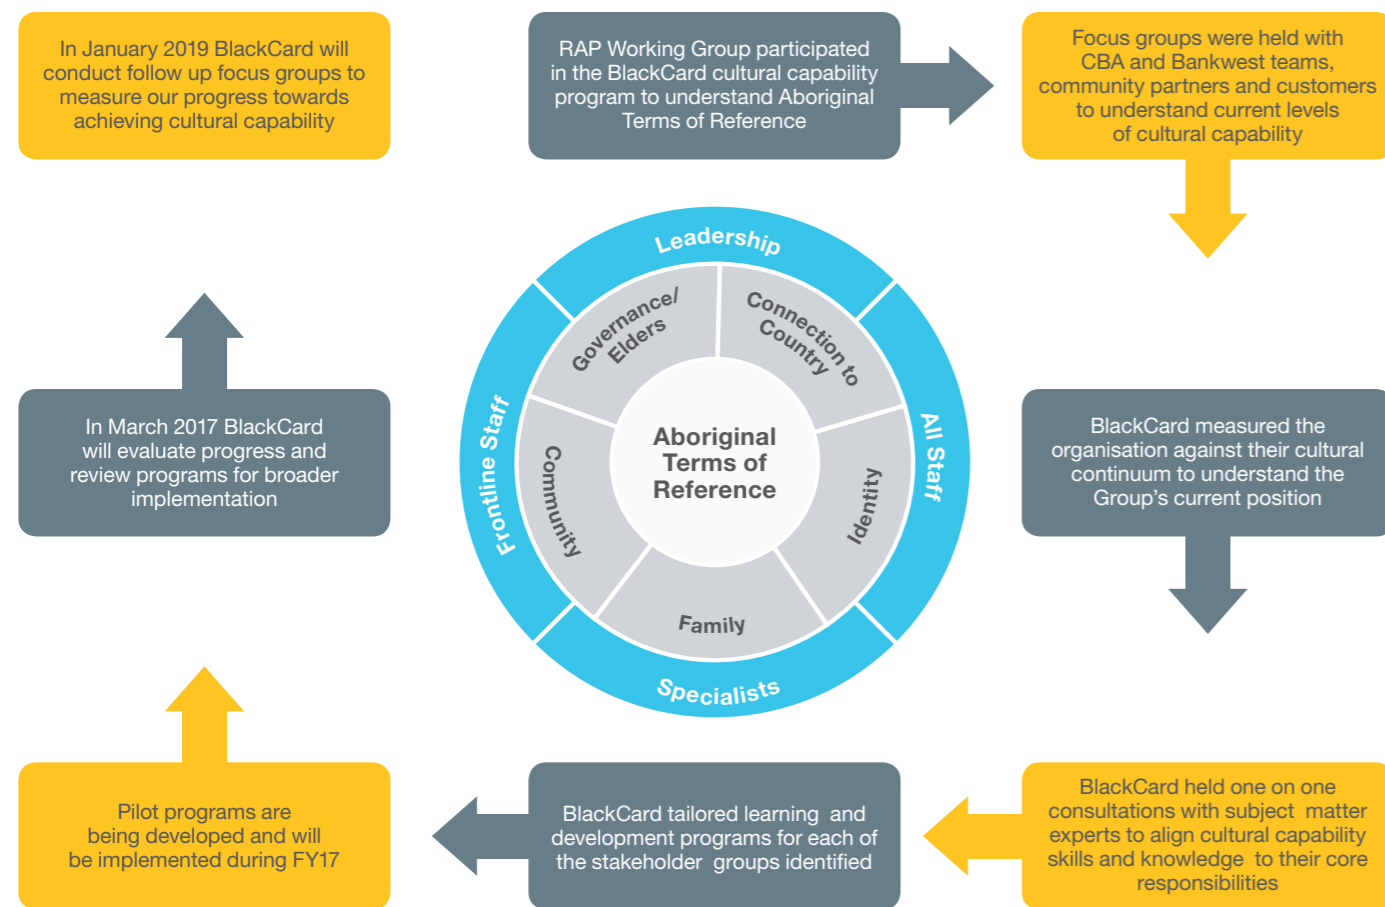 In January 2019 BlackCard will
conduct follow up focus groups to
measure our progress towards
achieving cultural capability
RAP Working Group participated
in the BlackCard cultural capability
program to understand Aboriginal
Terms of Reference
Focus groups were held with
CBA and Bankwest teams,
community partners and customers
to understand current levels
of cultural capability
Leadership
Governance/
Elders
Connection to
Country
Frontline Staff
Community
Aboriginal
Terms of
Reference
Identity
All Staff
Family
Specialists
In March 2017 BlackCard
will evaluate progress and
review programs for broader
implementation
BlackCard measured the
organisation against their cultural
continuum to understand the
Group's current position
Pilot programs are
being developed and will
be implemented during FY17
BlackCard tailored learning and
development programs for each of
the stakeholder groups identified
BlackCard held one on one
consultations with subject matter
experts to align cultural capability
skills and knowledge to their core
responsibilities